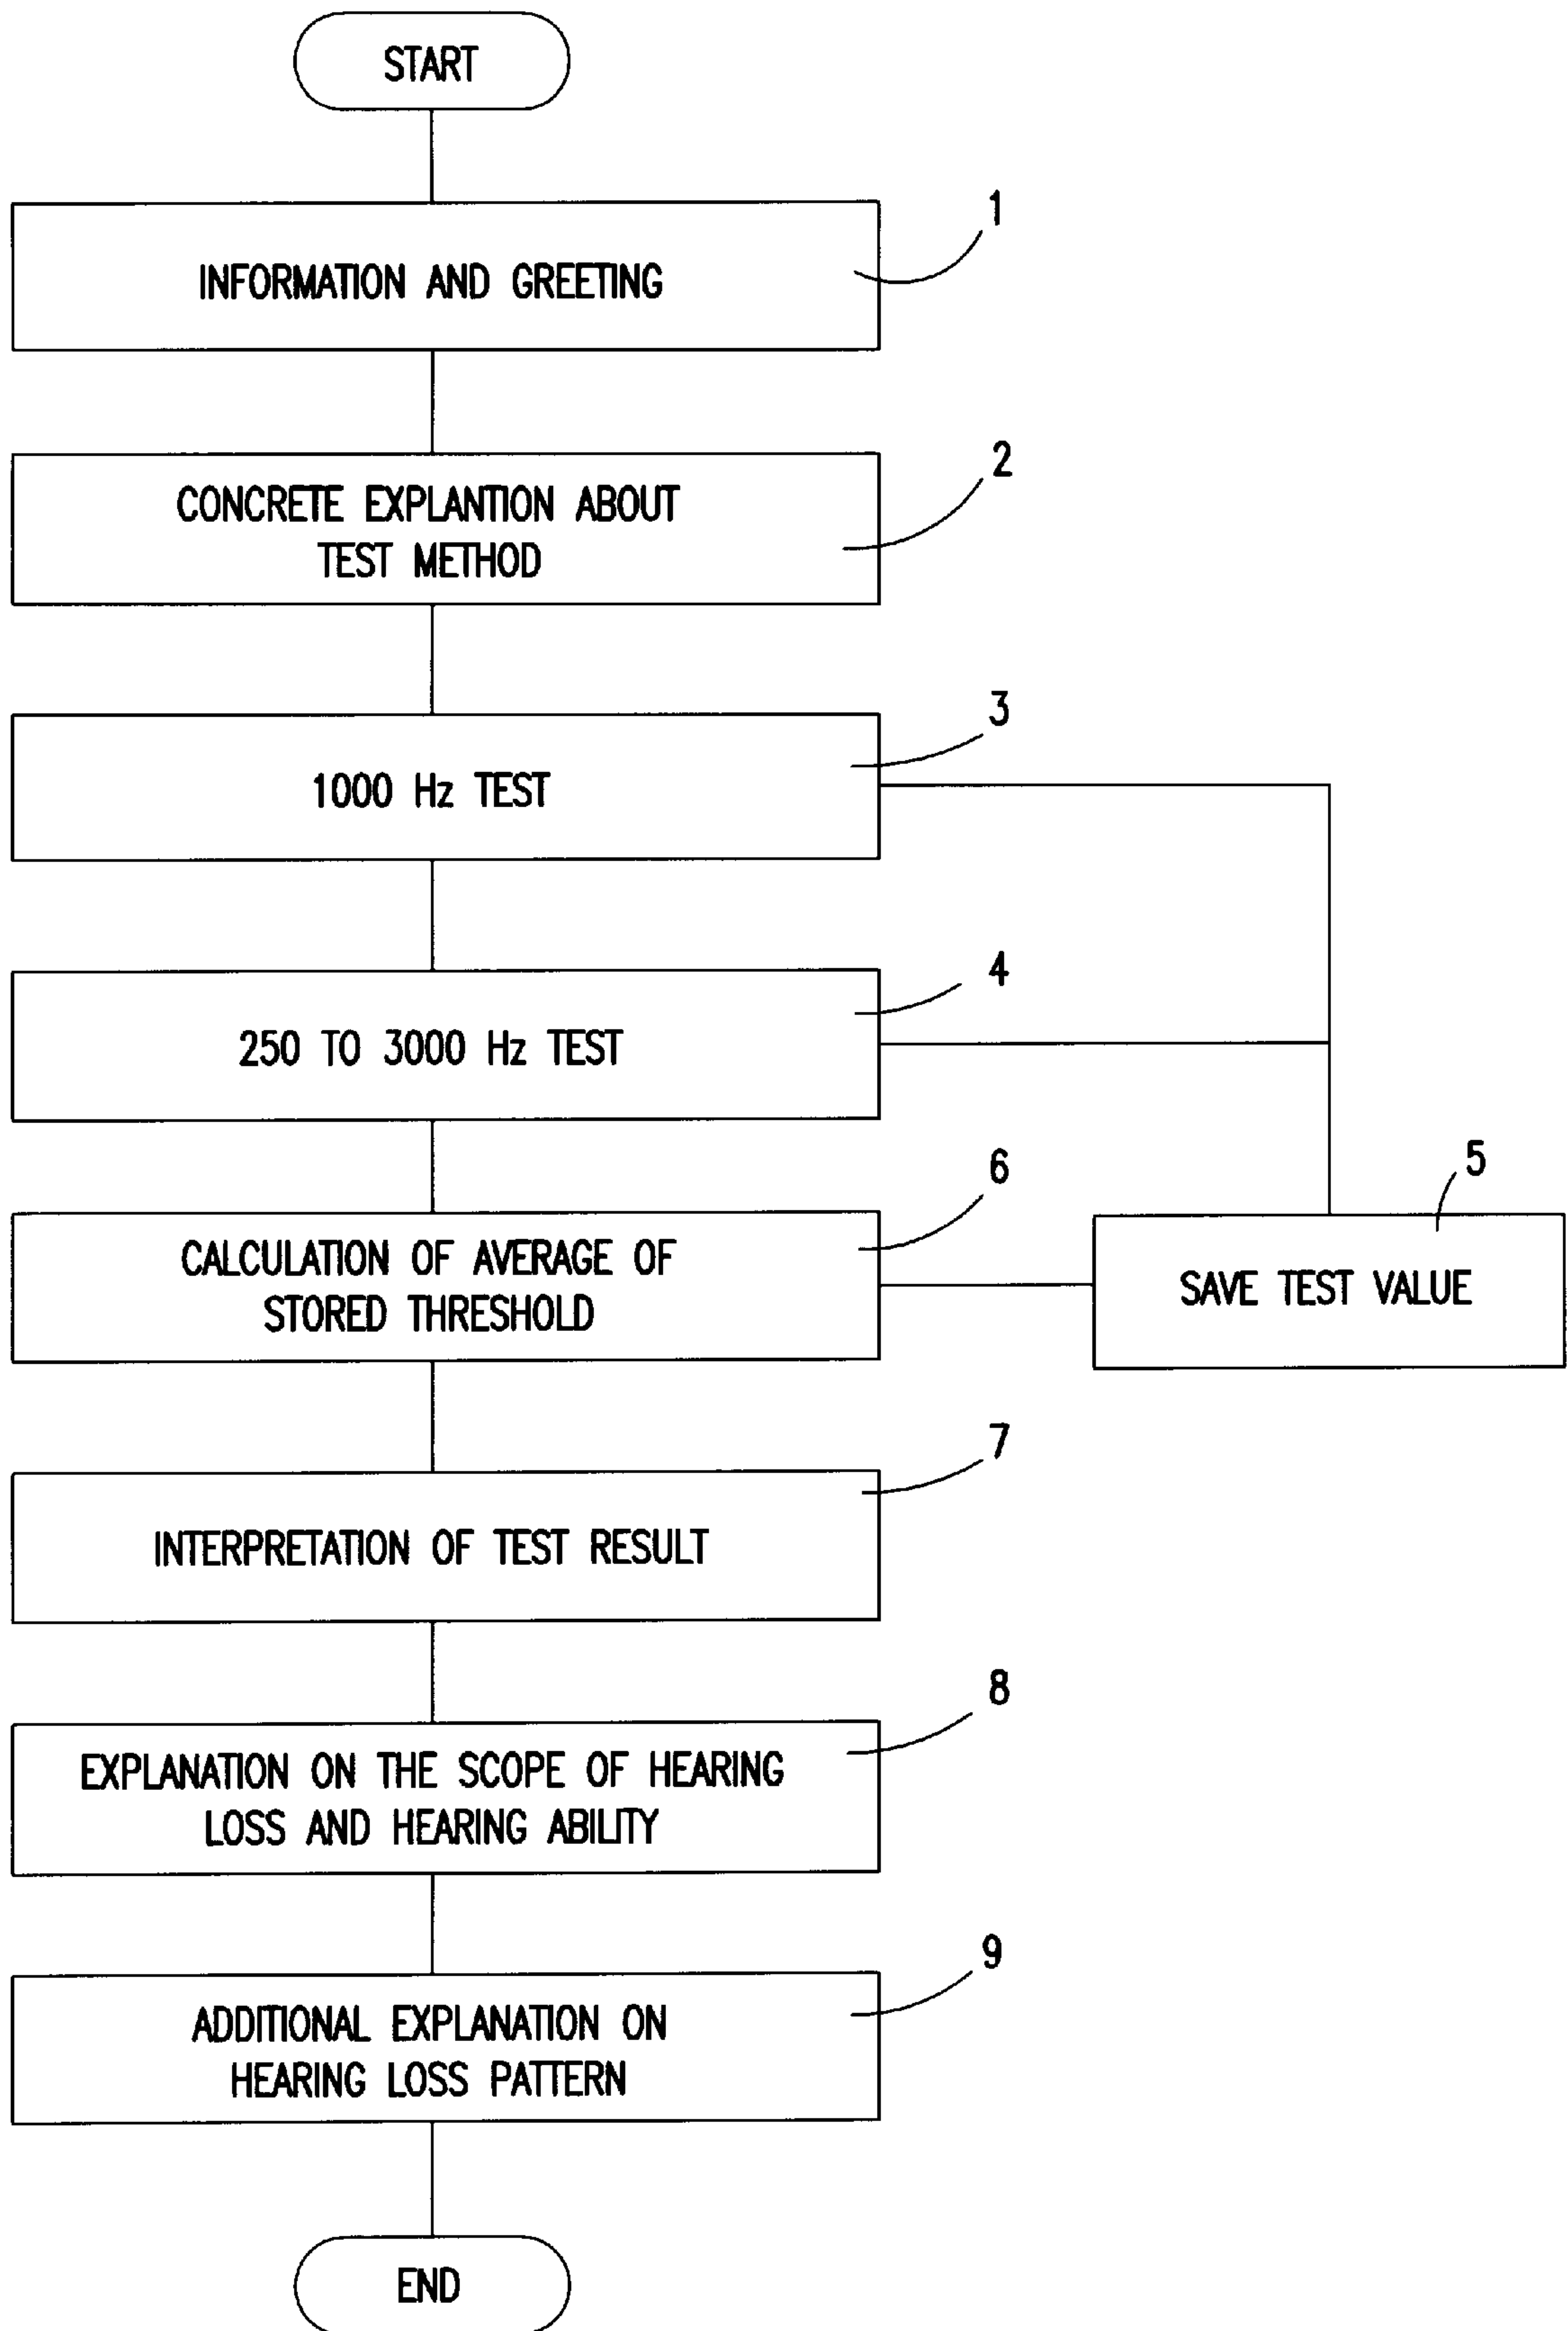 START
1
INFORMATION AND GREETING
2
CONCRETE EXPLANTION ABOUT
TEST METHOD
3
1000 Hz TEST
4
250 TO 3000 Hz TEST
5
SAVE TEST VALUE
6
CALCULATION OF AVERAGE OF
STORED THRESHOLD
7
INTERPRETATION OF TEST RESULT
8
EXPLANATION ON THE SCOPE OF HEARING
LOSS AND HEARING ABILITY
9
ADDITIONAL EXPLANATION ON
HEARING LOSS PATTERN
END